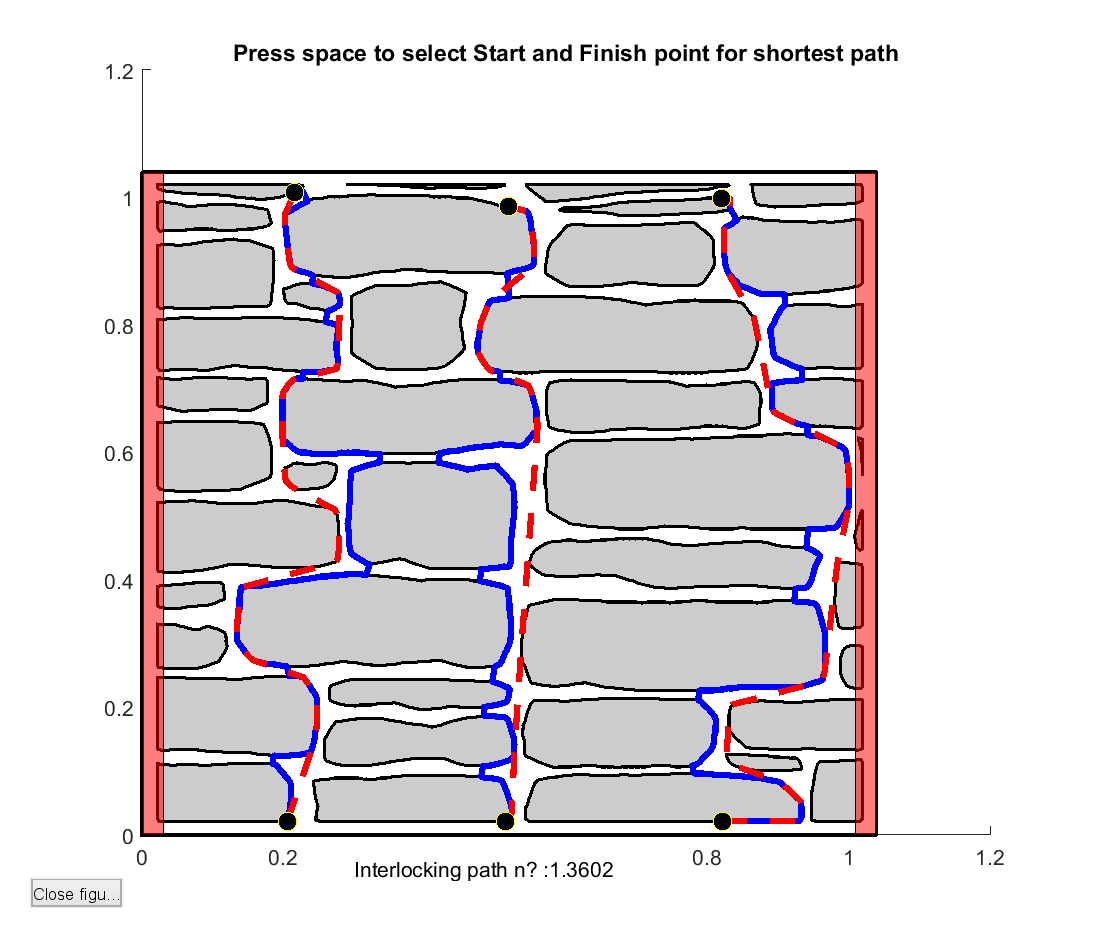 Press space to select Start and Finish point for shortest path
1.2
1
0.8
0.6
0.4
0.2
0
0 0.2 0.8 1 1.2
Interlocking path n? :1.3602
Close figu...